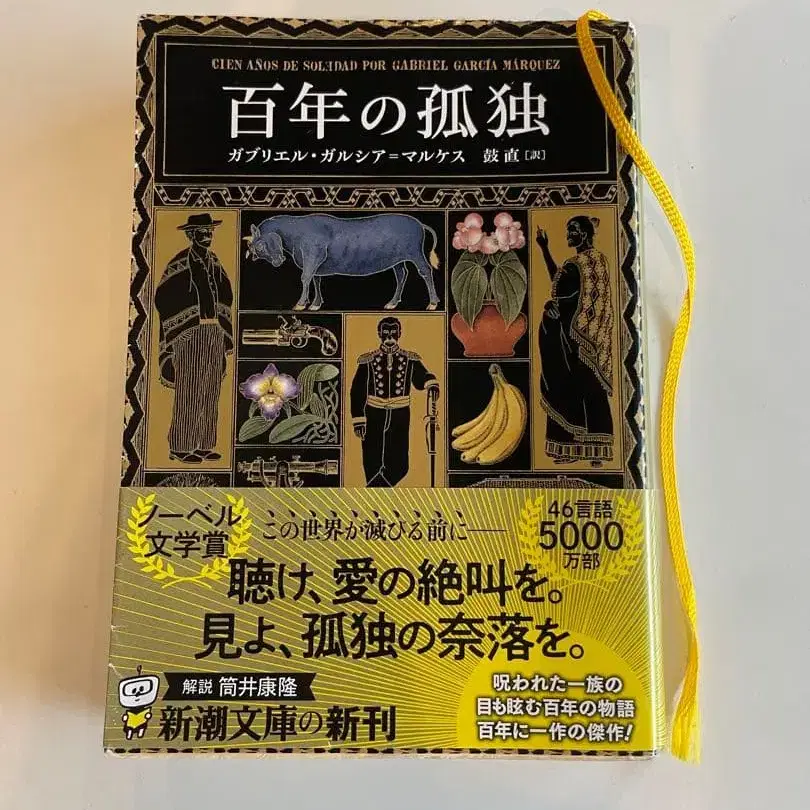 CIEN AÑOS DE SOLEDAD POR GABRIEL GARCÍA MÁRQUEZ
百年の孤独
ガブリエル・ガルシア=マルケス 鼓 直[訳]
ノーベル
文学賞
この世界が滅びる前に――
46言語
5000
万部
聴け、愛の絶叫を。
見よ、孤独の奈落を。
解説 筒井康隆
新潮文庫の新刊
呪われた一族の
目も眩む百年の物語
百年に一作の傑作!